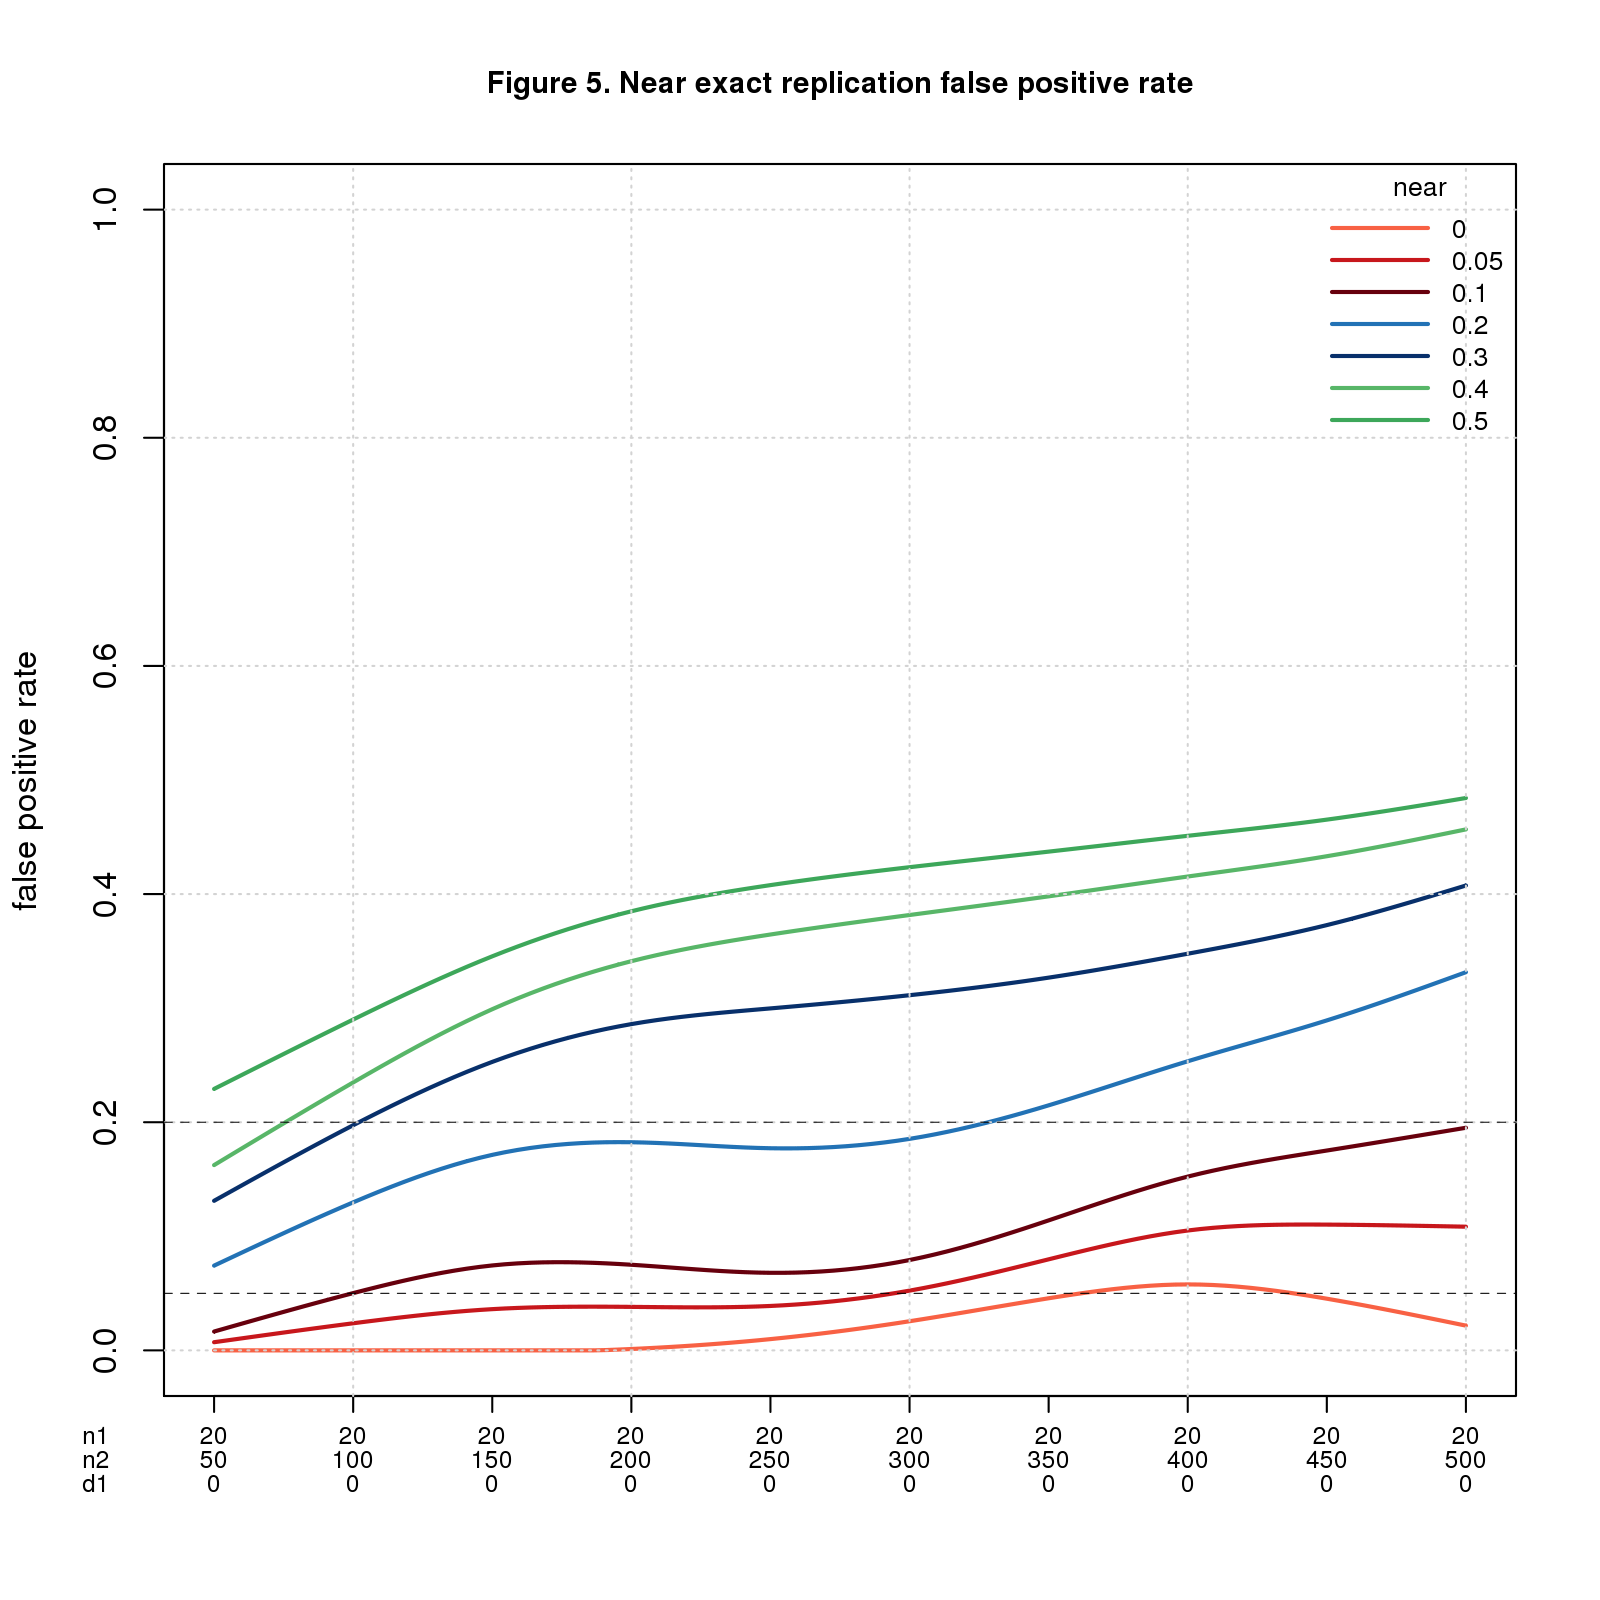 Figure 5. Near exact replication false positive rate
near
0
0.05
0.1
0.2
0.3
0.4
0.5
1.0
0.8
0.6
0.4
0.2
0.0
false positive rate
n1 20 20 20 20 20 20 20 20 20 20
n2 50 100 150 200 250 300 350 400 450 500
d1 0 0 0 0 0 0 0 0 0 0